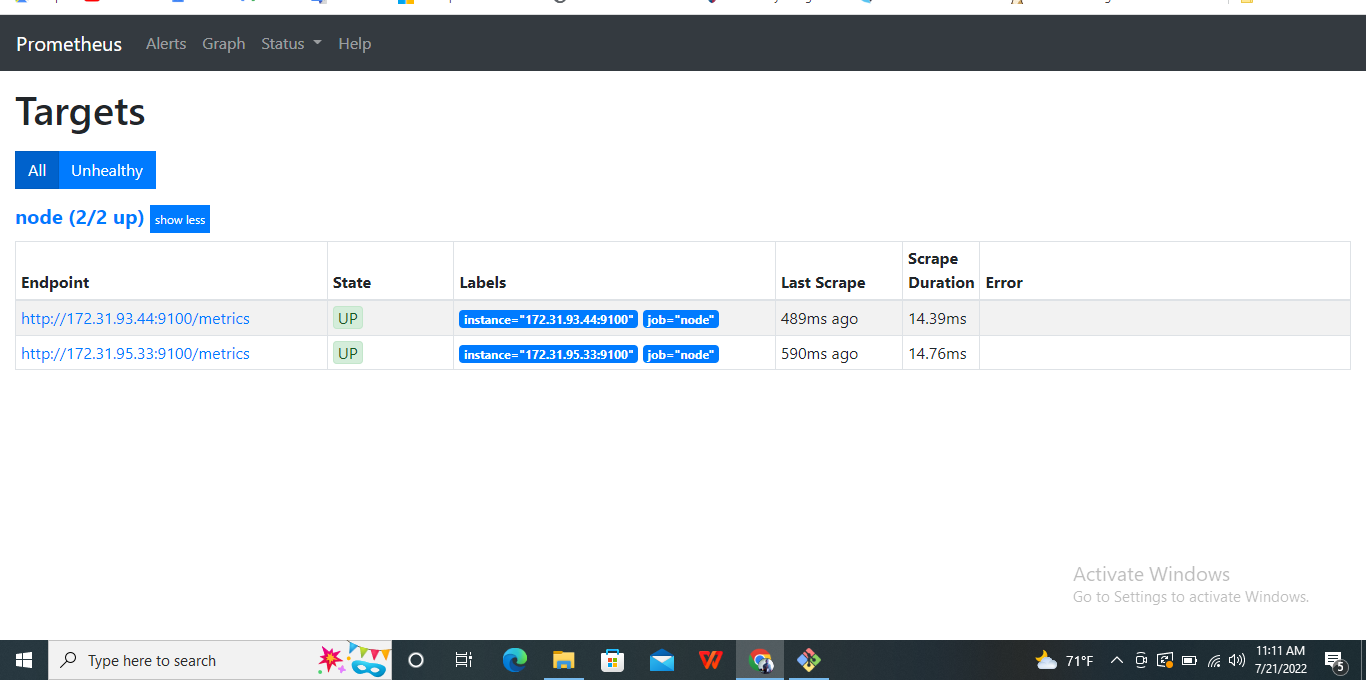 Prometheus Alerts Graph Status Help
Targets
All Unhealthy
node (2/2 up) show less
Endpoint State Labels Last Scrape Scrape Duration Error
http://172.31.93.44:9100/metrics UP instance="172.31.93.44:9100" job="node" 489ms ago 14.39ms
http://172.31.95.33:9100/metrics UP instance="172.31.95.33:9100" job="node" 590ms ago 14.76ms
Activate Windows
Go to Settings to activate Windows.
Type here to search
71°F
11:11 AM
7/21/2022
5